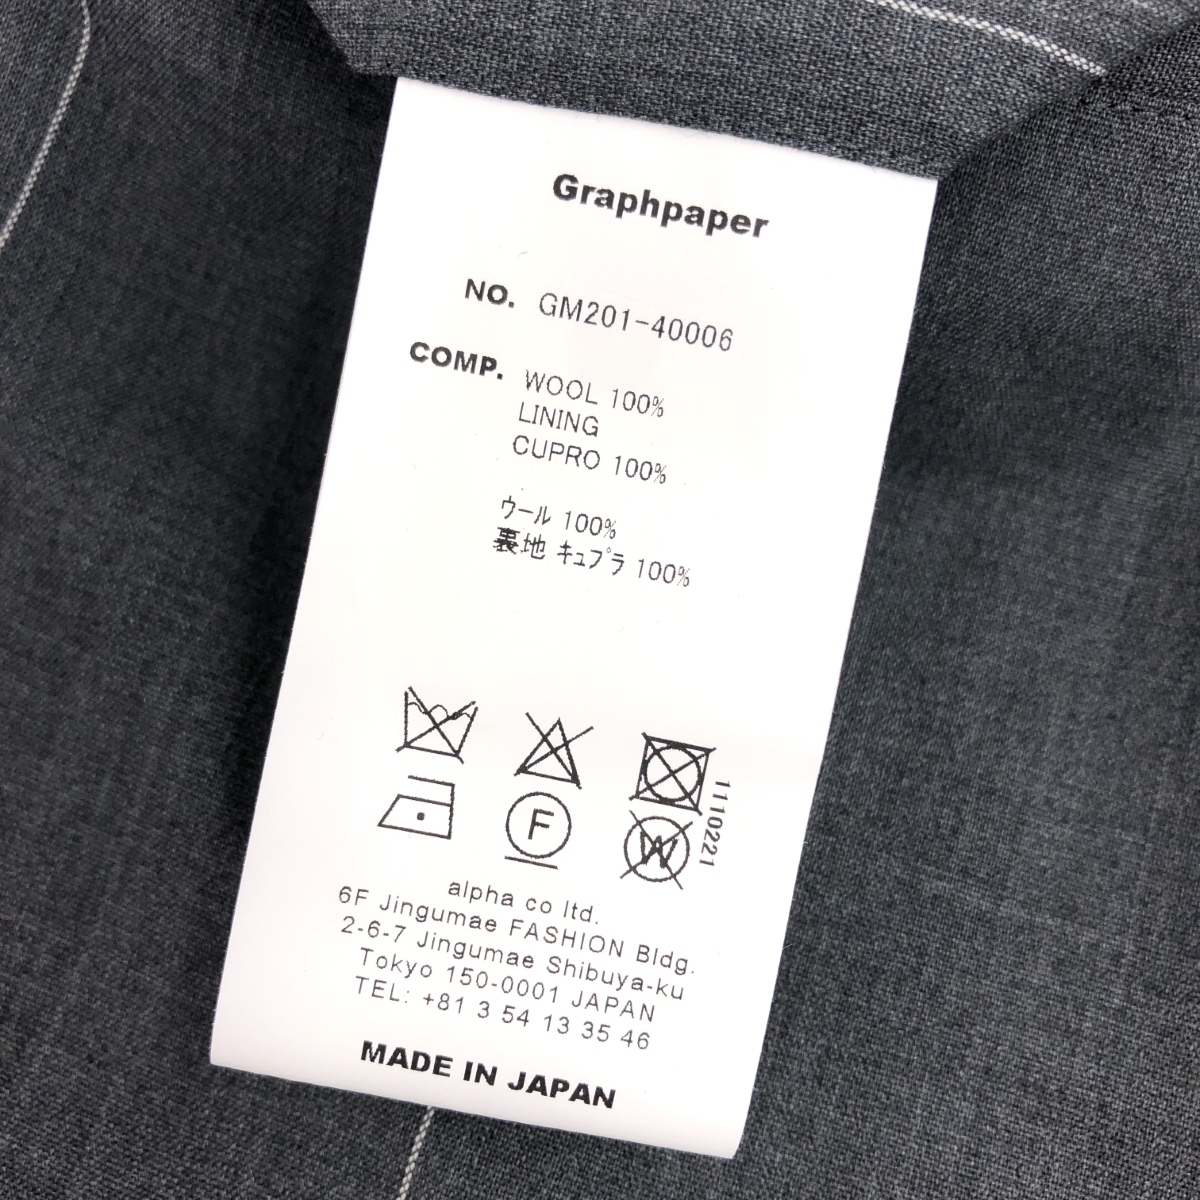 Graphpaper
NO. GM201-40006
COMP. WOOL 100%
LINING
CUPRO 100%
ウール 100%
裏地 キュプラ 100%
F
W
1110221
alpha co ltd.
6F Jingumae FASHION Bldg.
2-6-7 Jingumae Shibuya-ku
Tokyo 150-0001 JAPAN
TEL: +81 3 54 13 35 46
MADE IN JAPAN